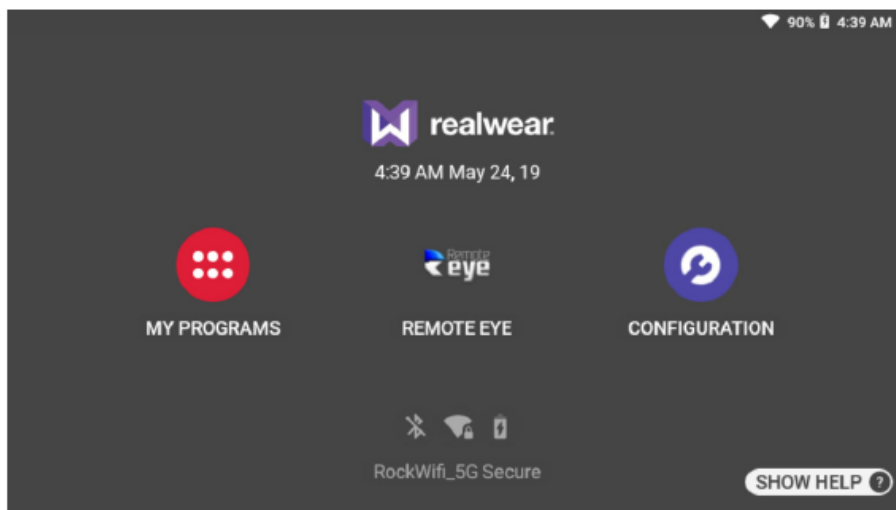 90% 4:39 AM
realwear.
4:39 AM May 24, 19
Remote
eye
MY PROGRAMS
REMOTE EYE
CONFIGURATION
RockWifi_5G Secure
SHOW HELP ?